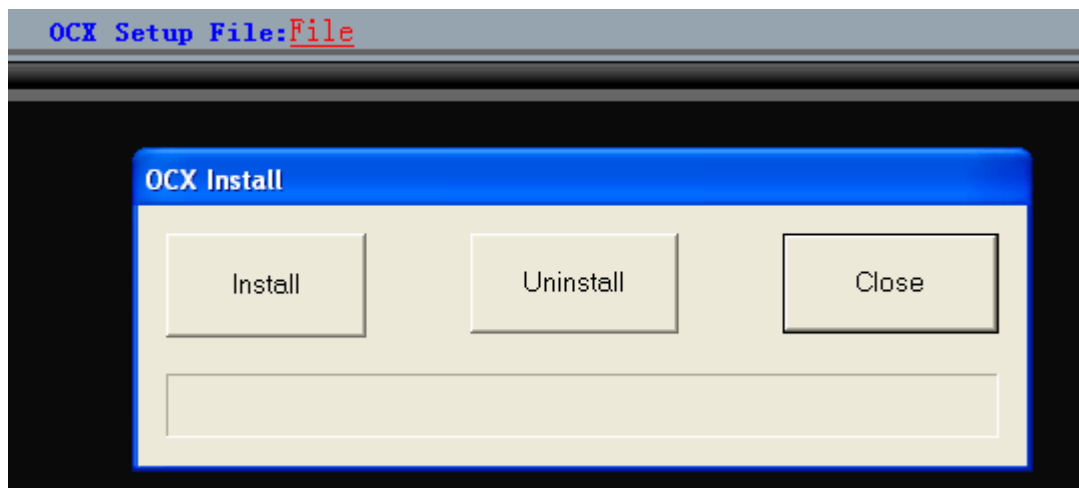 OCX Setup File:File
OCX Install
Install
Uninstall
Close